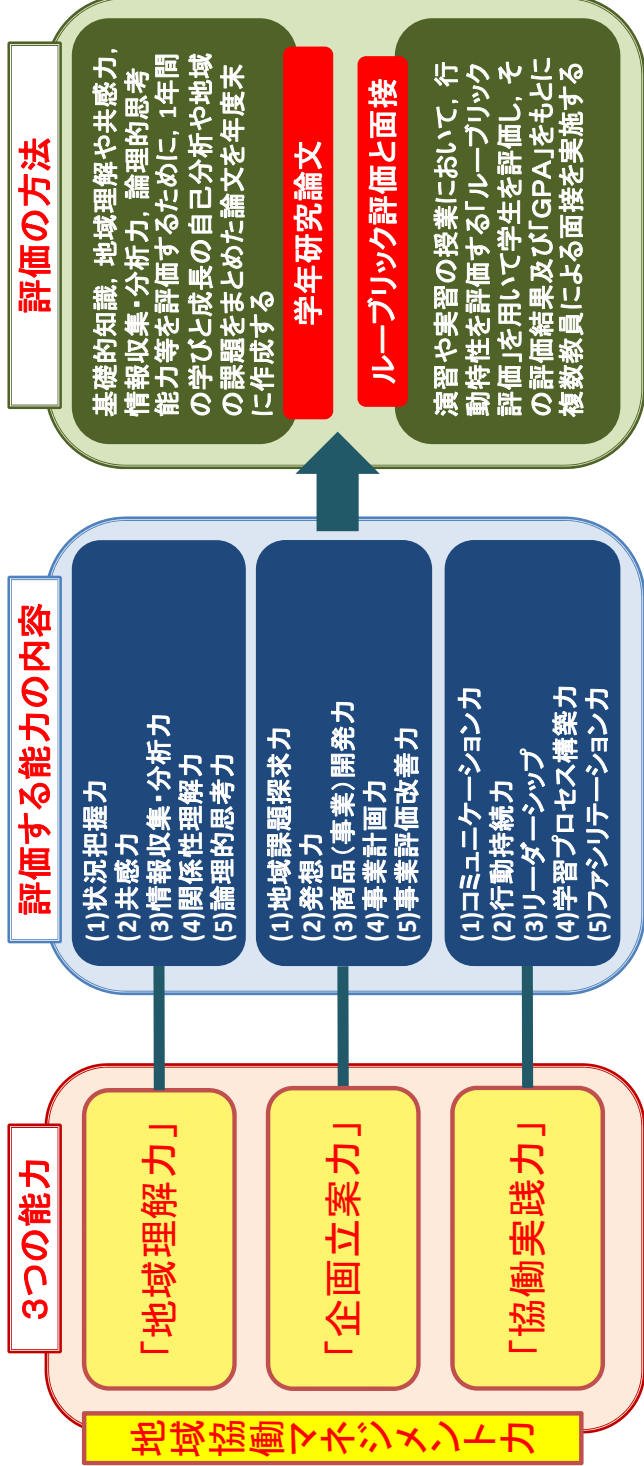 地域協働マネジメント力
3つの能力
「地域理解力」
「企画立案力」
「協働実践力」
評価する能力の内容
(1)状況把握力
(2)共感力
(3)情報収集・分析力
(4)関係性理解力
(5)論理的思考力
(1)地域課題探求力
(2)発想力
(3)商品(事業)開発力
(4)事業計画力
(5)事業評価改善力
(1)コミュニケーション力
(2)行動持続力
(3)リーダーシップ
(4)学習プロセス構築力
(5)ファシリテーション力
評価の方法
基礎的知識，地域理解や共感力，
情報収集・分析力，論理的思考
能力等を評価するために，1年間
の学びと成長の自己分析や地域
の課題をまとめた論文を年度末
に作成する
学年研究論文
ルーブリック評価と面接
演習や実習の授業において，行
動特性を評価する「ルーブリック
評価」を用いて学生を評価し，そ
の評価結果及び「GPA」をもとに
複数教員による面接を実施する